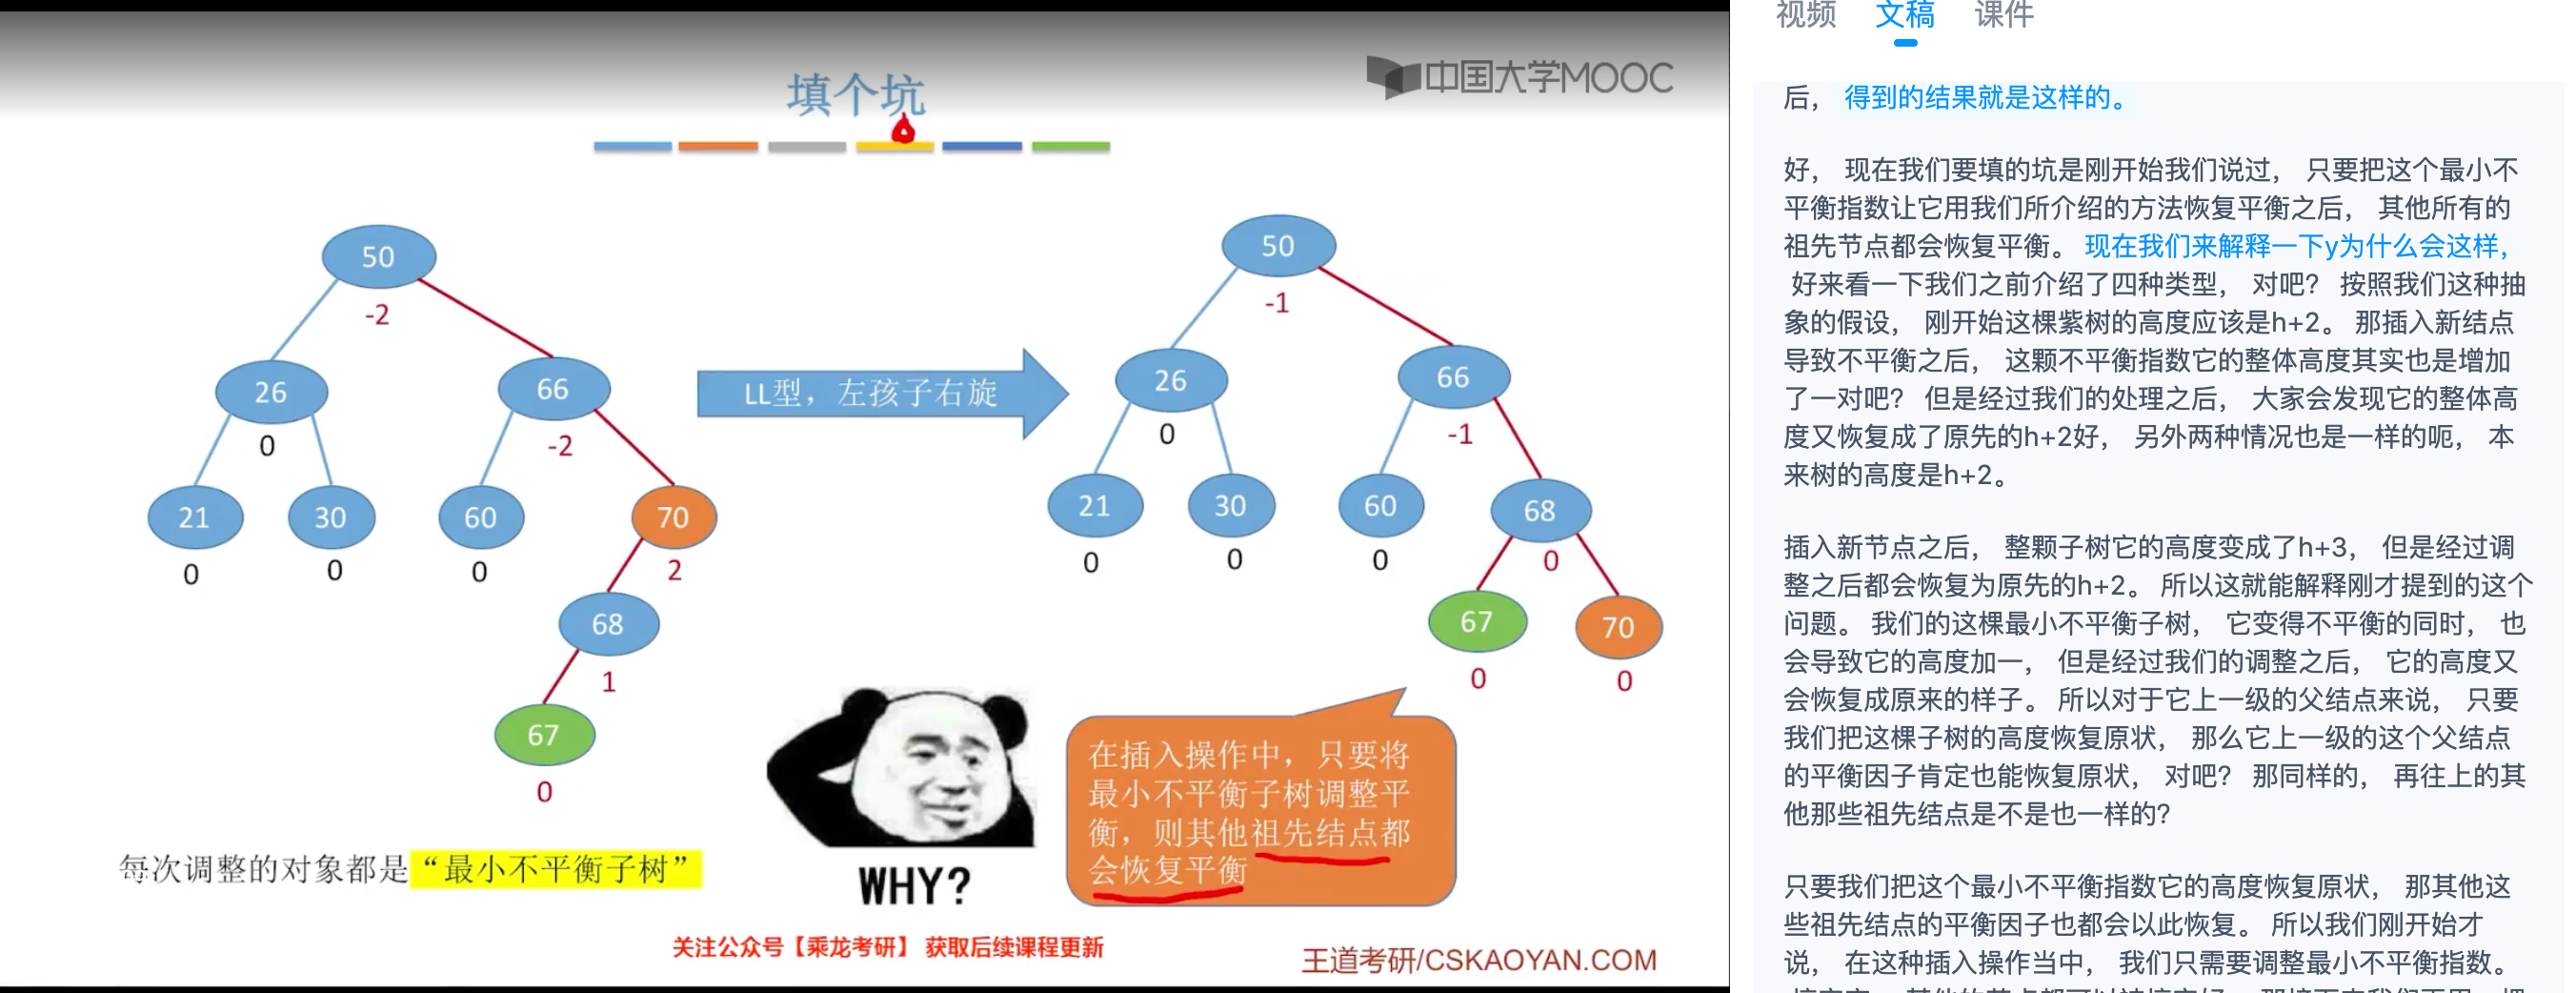 填个坑
中国大学MOOC
50
-2
26
66
0
-2
21
30
60
70
0
0
0
2
68
1
67
0
LL型，左孩子右旋
50
-1
26
66
0
-1
21
30
60
68
0
0
0
0
67
70
0
0
每次调整的对象都是“最小不平衡子树”
WHY?
在插入操作中，只要将
最小不平衡子树调整平
衡，则其他祖先结点都
会恢复平衡
关注公众号【乘龙考研】 获取后续课程更新
王道考研/CSKAOYAN.COM
视频 文稿 课件
后， 得到的结果就是这样的。
好， 现在我们要填的坑是刚开始我们说过， 只要把这个最小不
平衡指数让它用我们所介绍的方法恢复平衡之后， 其他所有的
祖先节点都会恢复平衡。 现在我们来解释一下y为什么会这样，
好来看一下我们之前介绍了四种类型， 对吧? 按照我们这种抽
象的假设， 刚开始这棵紫树的高度应该是h+2。 那插入新结点
导致不平衡之后， 这颗不平衡指数它的整体高度其实也是增加
了一对吧? 但是经过我们的处理之后， 大家会发现它的整体高
度又恢复成了原先的h+2好， 另外两种情况也是一样的呃， 本
来树的高度是h+2。
插入新节点之后， 整颗子树它的高度变成了h+3， 但是经过调
整之后都会恢复为原先的h+2。 所以这就能解释刚才提到的这个
问题。 我们的这棵最小不平衡子树， 它变得不平衡的同时， 也
会导致它的高度加一， 但是经过我们的调整之后， 它的高度又
会恢复成原来的样子。 所以对于它上一级的父结点来说， 只要
我们把这棵子树的高度恢复原状， 那么它上一级的这个父结点
的平衡因子肯定也能恢复原状， 对吧? 那同样的， 再往上的其
他那些祖先结点是不是也一样的?
只要我们把这个最小不平衡指数它的高度恢复原状， 那其他这
些祖先结点的平衡因子也都会以此恢复。 所以我们刚开始才
说， 在这种插入操作当中， 我们只需要调整最小不平衡指数。